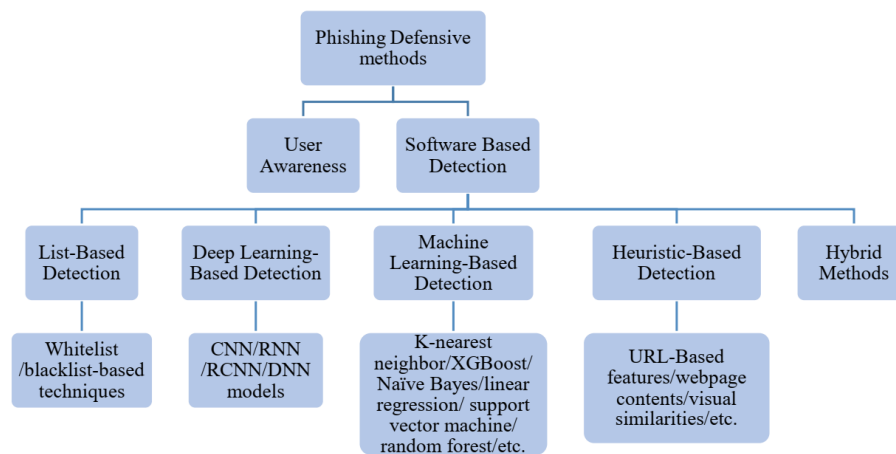 Phishing Defensive
methods
User
Awareness
Software Based
Detection
List-Based
Detection
Deep Learning-
Based Detection
Machine
Learning-Based
Detection
Heuristic-Based
Detection
Hybrid
Methods
Whitelist
/blacklist-based
techniques
CNN/RNN
/RCNN/DNN
models
K-nearest
neighbor/XGBoost/
Naïve Bayes/linear
regression/ support
vector machine/
random forest/etc.
URL-Based
features/webpage
contents/visual
similarities/etc.